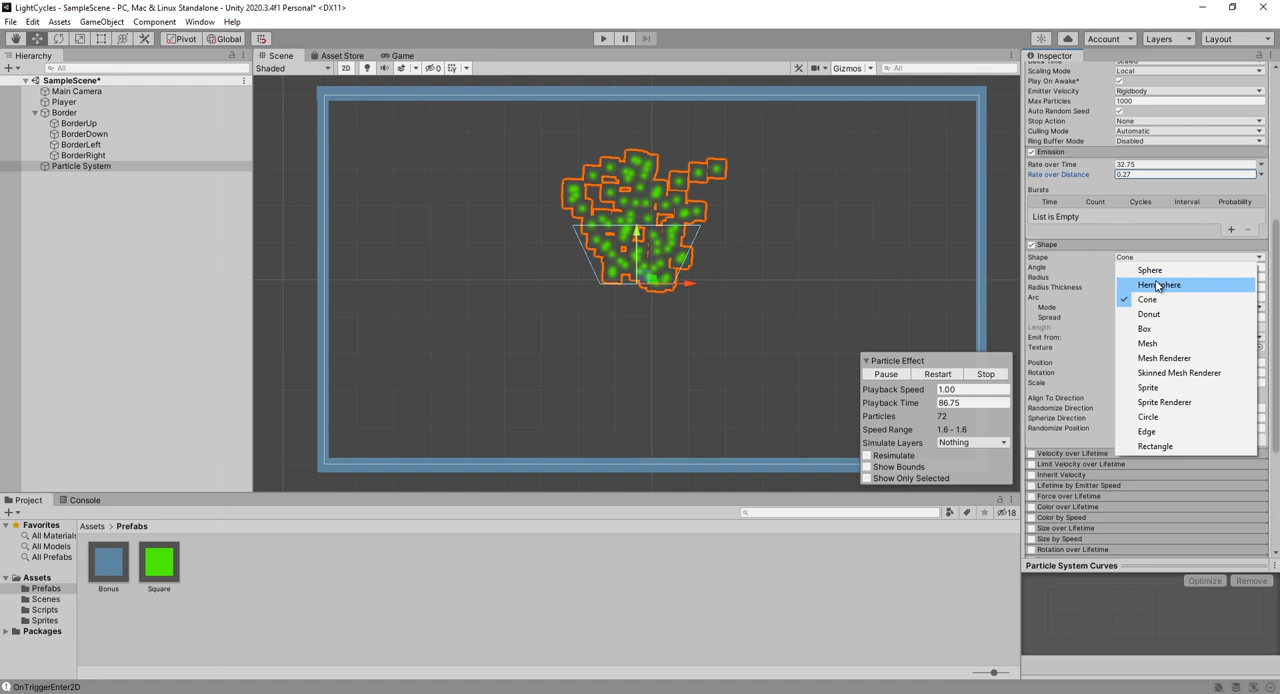 LightCycles - SampleScene - PC, Mac & Linux Standalone - Unity 2020.3.4f1 Personal* <DX11>
File Edit Assets GameObject Component Window Help
Pivot Global Account Layers Layout
Hierarchy Scene Asset Store Game Inspector
All Shaded 2D 0 Gizmos All
SampleScene*
Main Camera
Player
Border
BorderUp
BorderDown
BorderLeft
BorderRight
Particle System
Particle Effect
Pause Restart Stop
Playback Speed 1.00
Playback Time 86.75
Particles 72
Speed Range 1.6 - 1.6
Simulate Layers Nothing
Resimulate
Show Bounds
Show Only Selected
Scaling Mode Local
Play On Awake*
Emitter Velocity Rigidbody
Max Particles 1000
Auto Random Seed
Stop Action None
Culling Mode Automatic
Ring Buffer Mode Disabled
Emission
Rate over Time 32.75
Rate over Distance 0.27
Bursts
Time Count Cycles Interval Probability
List is Empty
+ -
Shape
Shape Cone
Angle
Radius
Radius Thickness
Arc
Mode
Spread
Length
Emit from:
Texture
Position
Rotation
Scale
Align To Direction
Randomize Direction
Spherize Direction
Randomize Position
Sphere
Hemisphere
Cone
Donut
Box
Mesh
Mesh Renderer
Skinned Mesh Renderer
Sprite
Sprite Renderer
Circle
Edge
Rectangle
Velocity over Lifetime
Limit Velocity over Lifetime
Inherit Velocity
Lifetime by Emitter Speed
Force over Lifetime
Color over Lifetime
Color by Speed
Size over Lifetime
Size by Speed
Rotation over Lifetime
Particle System Curves
Optimize Remove
Project Console
18
Favorites
All Materials
All Models
All Prefabs
Assets
Prefabs
Scenes
Scripts
Sprites
Packages
Assets > Prefabs
Bonus Square
OnTriggerEnter2D